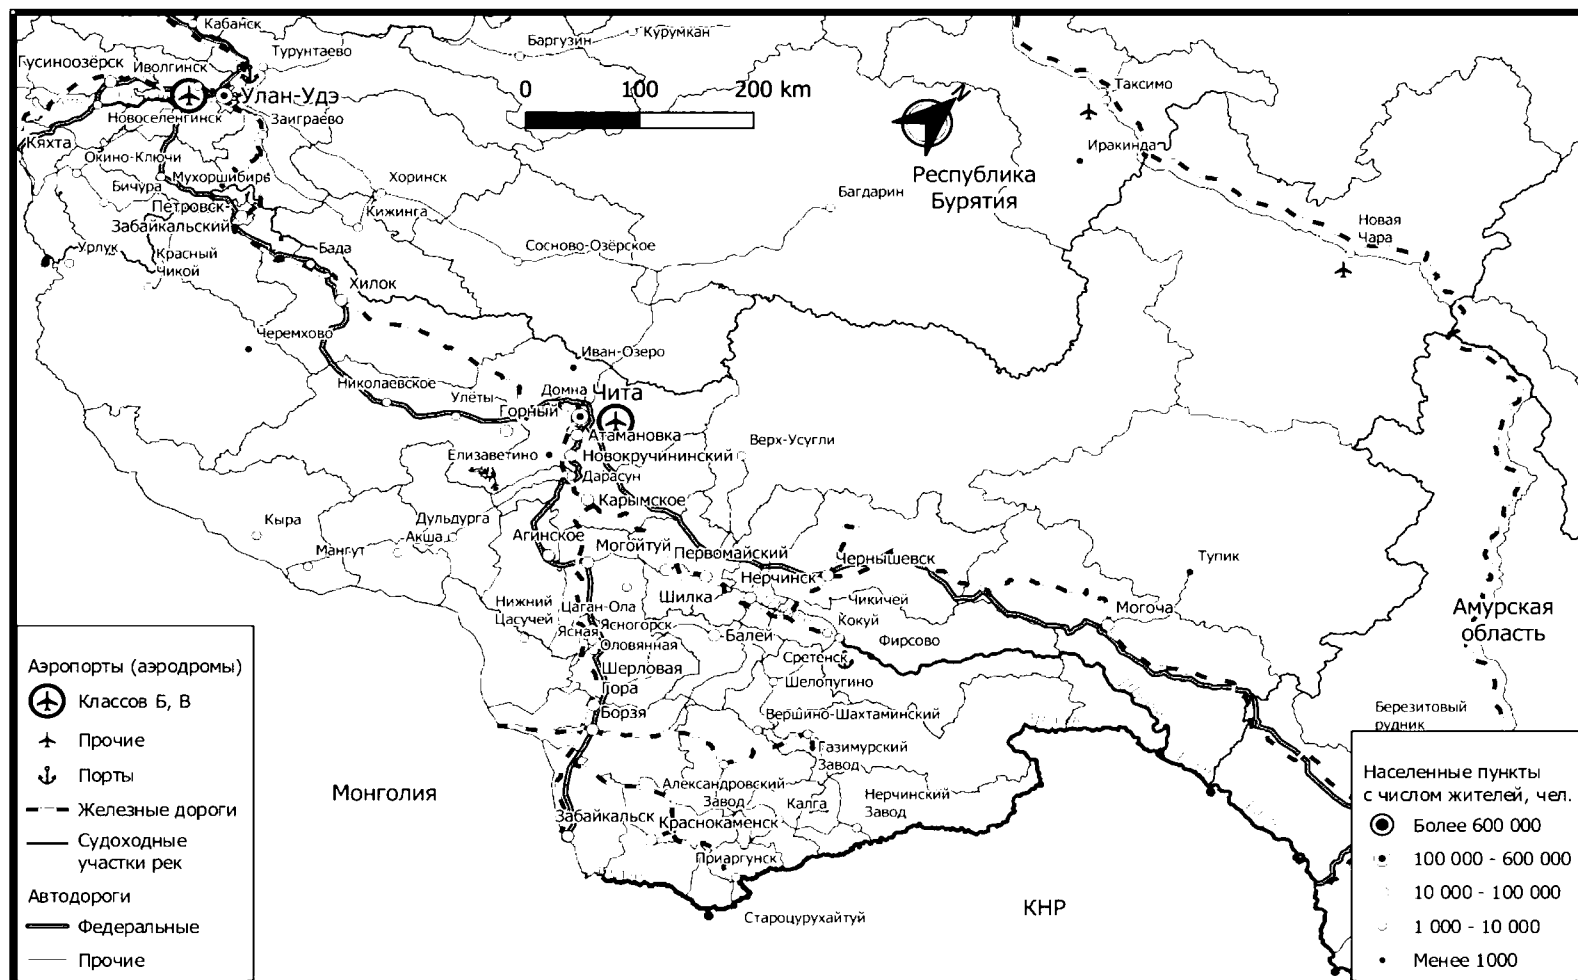 Кабанск
Баргузин
Курумкан
Турунтаево
Гусиноозёрск
Иволгинск
0 100 200 km
N
Таксимо
Улан-Удэ
Новоселенгинск
Заиграево
Кяхта
Иракинда
Окино-Ключи
Республика
Бурятия
Бичура
Мухоршибирь
Хоринск
Багдарин
Петровск-
Забайкальский
Кижинга
Новая
Чара
Урлук
Красный
Чикой
Бада
Сосново-Озёрское
Хилок
Черемхово
Иван-Озеро
Николаевское
Улёты
Домна
Чита
Горный
Атамановка
Верх-Усугли
Елизаветино
Новокручининский
Дарасун
Карымское
Кыра
Дульдурга
Акша
Мангут
Агинское
Могойтуй
Первомайский
Чернышевск
Тупик
Нерчинск
Шилка
Нижний
Цасучей
Цаган-Ола
Чикичей
Могоча
Амурская
область
Ясногорск
Ясная
Кокуй
Балей
Фирсово
Оловянная
Сретенск
Шерловая
Гора
Шелопугино
Борзя
Вершино-Шахтаминский
Березитовый
рудник
Газимурский
Завод
Монголия
Александровский
Завод
Калга
Нерчинский
Завод
Забайкальск
Краснокаменск
Приаргунск
Староцурухайтуй
КНР
Аэропорты (аэродромы)
Классов Б, В
Прочие
Порты
Железные дороги
Судоходные
участки рек
Автодороги
Федеральные
Прочие
Населенные пункты
с числом жителей, чел.
Более 600 000
100 000 - 600 000
10 000 - 100 000
1 000 - 10 000
Менее 1000